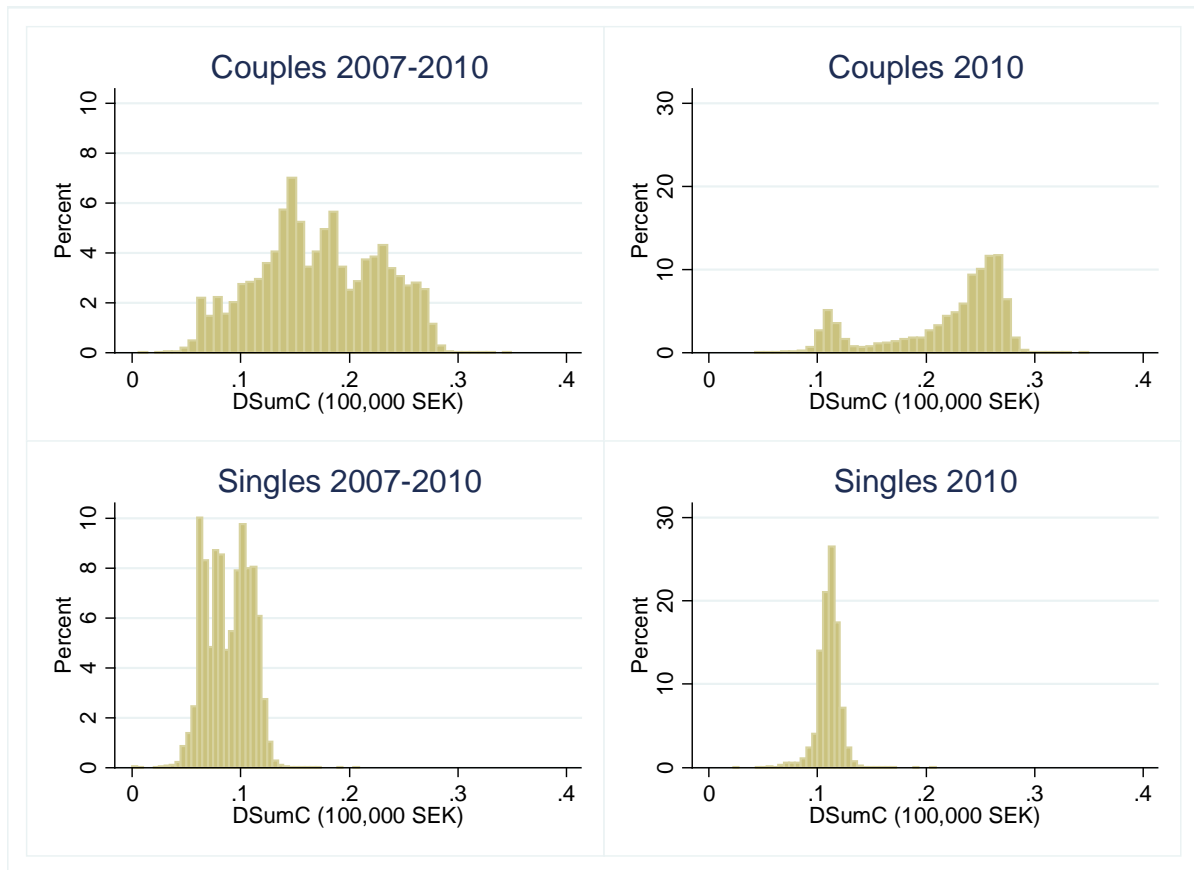 Couples 2007-2010
10
8
6
4
2
0
Percent
0 .1 .2 .3 .4
DSumC (100,000 SEK)
Couples 2010
30
20
10
0
Percent
0 .1 .2 .3 .4
DSumC (100,000 SEK)
Singles 2007-2010
10
8
6
4
2
0
Percent
0 .1 .2 .3 .4
DSumC (100,000 SEK)
Singles 2010
30
20
10
0
Percent
0 .1 .2 .3 .4
DSumC (100,000 SEK)